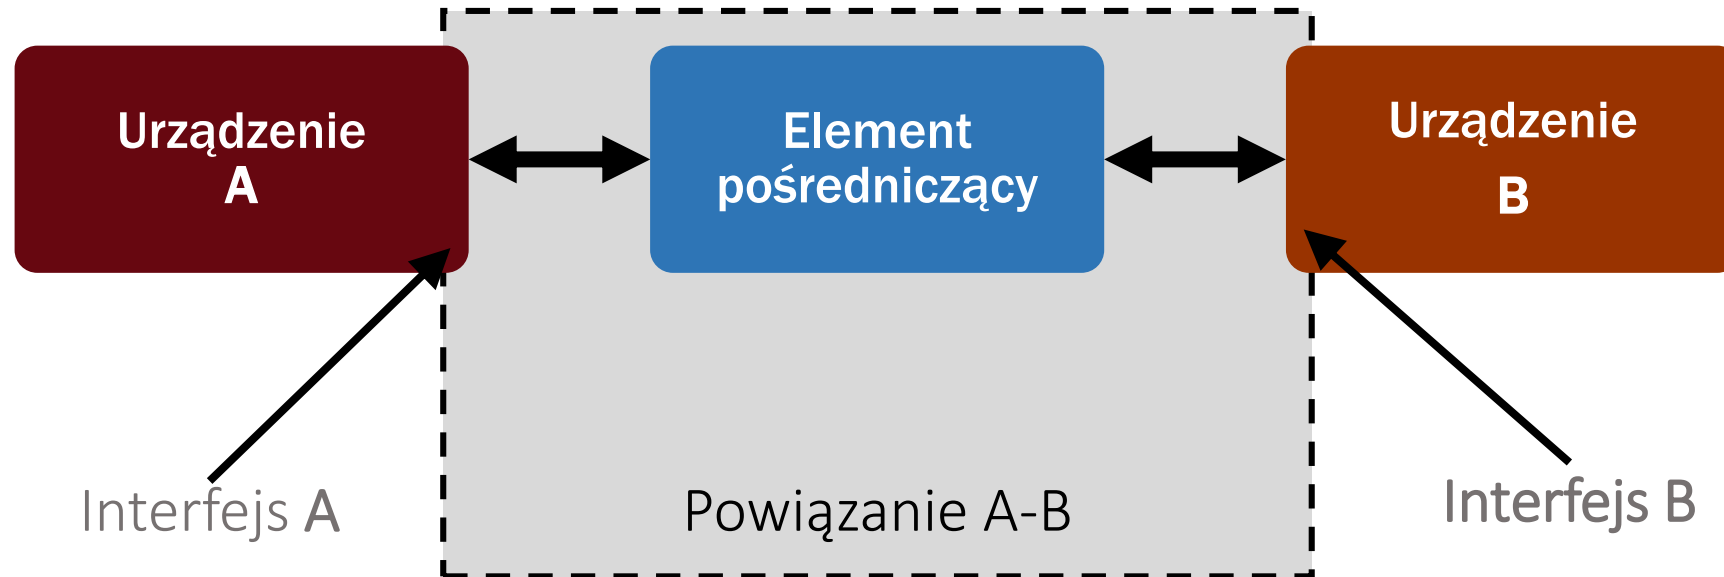 Urządzenie
A
Element
pośredniczący
Urządzenie
B
Interfejs A
Powiązanie A-B
Interfejs B